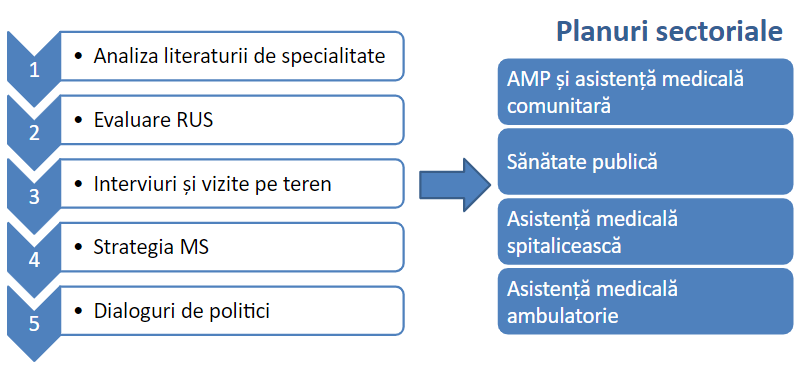 1
• Analiza literaturii de specialitate
2
• Evaluare RUS
3
• Interviuri și vizite pe teren
4
• Strategia MS
5
• Dialoguri de politici
Planuri sectoriale
AMP și asistență medicală
comunitară
Sănătate publică
Asistență medicală
spitalicească
Asistență medicală
ambulatorie